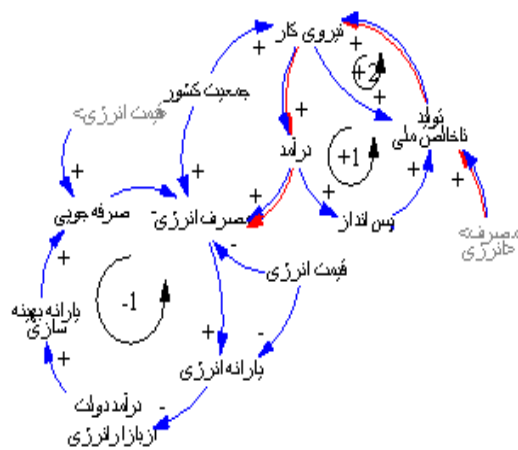 نیروی کار
+
+
+2
+
+
جمعیت کشور
تولید
ناخالص ملی
<قیمت انرژی>
+
درآمد
+1
+
+
+
+
+
+
صرفه جویی
-
مصرف انرژی
پس انداز
<مصرف
انرژی>
-
قیمت انرژی
+
-1
یارانه بهینه
سازی
+
-
یارانه انرژی
+
درآمد دولت
-
از بازار انرژی